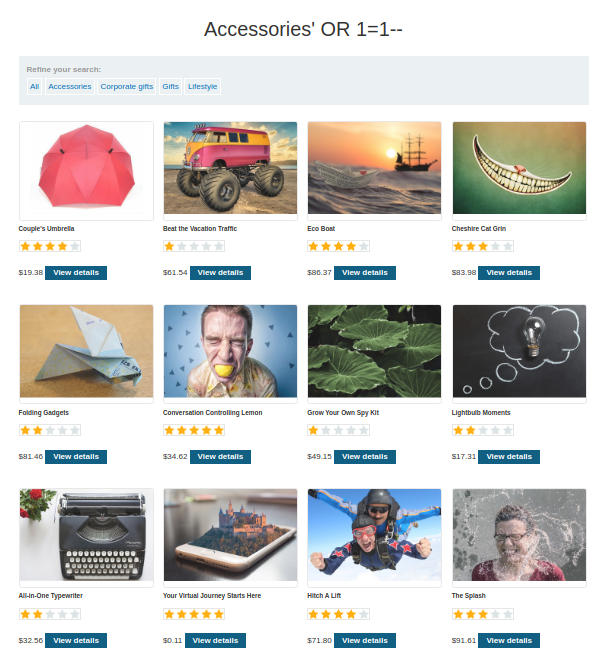 Accessories' OR 1=1--
Refine your search:
All Accessories Corporate gifts Gifts Lifestyle
Couple's Umbrella Beat the Vacation Traffic Eco Boat Cheshire Cat Grin
$19.38 View details $61.54 View details $86.37 View details $83.98 View details
Folding Gadgets Conversation Controlling Lemon Grow Your Own Spy Kit Lightbulb Moments
$81.46 View details $34.62 View details $49.15 View details $17.31 View details
All-in-One Typewriter Your Virtual Journey Starts Here Hitch A Lift The Splash
$32.56 View details $0.11 View details $71.80 View details $91.61 View details